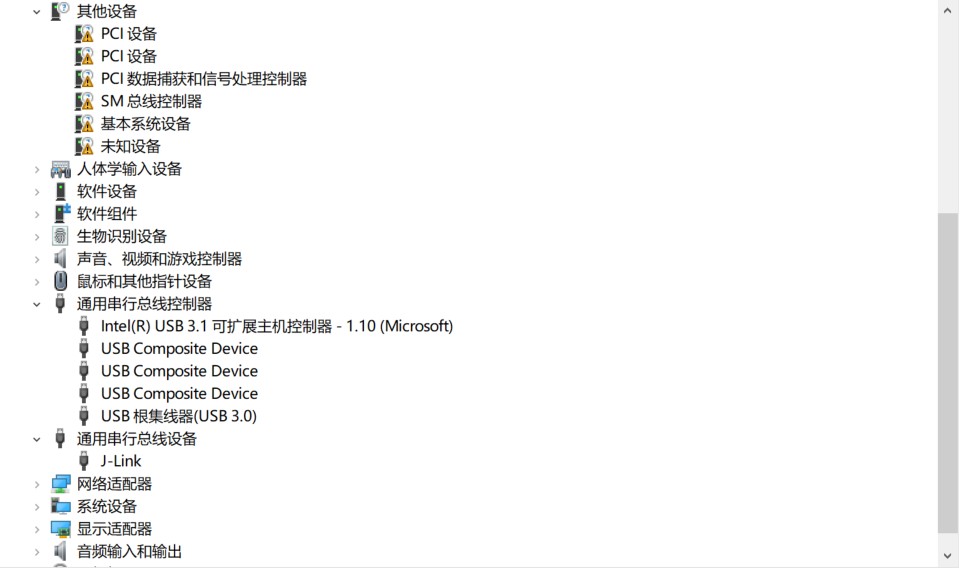 其他设备
PCI 设备
PCI 设备
PCI 数据捕获和信号处理控制器
SM 总线控制器
基本系统设备
未知设备
人体学输入设备
软件设备
软件组件
生物识别设备
声音、视频和游戏控制器
鼠标和其他指针设备
通用串行总线控制器
Intel(R) USB 3.1 可扩展主机控制器 - 1.10 (Microsoft)
USB Composite Device
USB Composite Device
USB Composite Device
USB 根集线器(USB 3.0)
通用串行总线设备
J-Link
网络适配器
系统设备
显示适配器
音频输入和输出